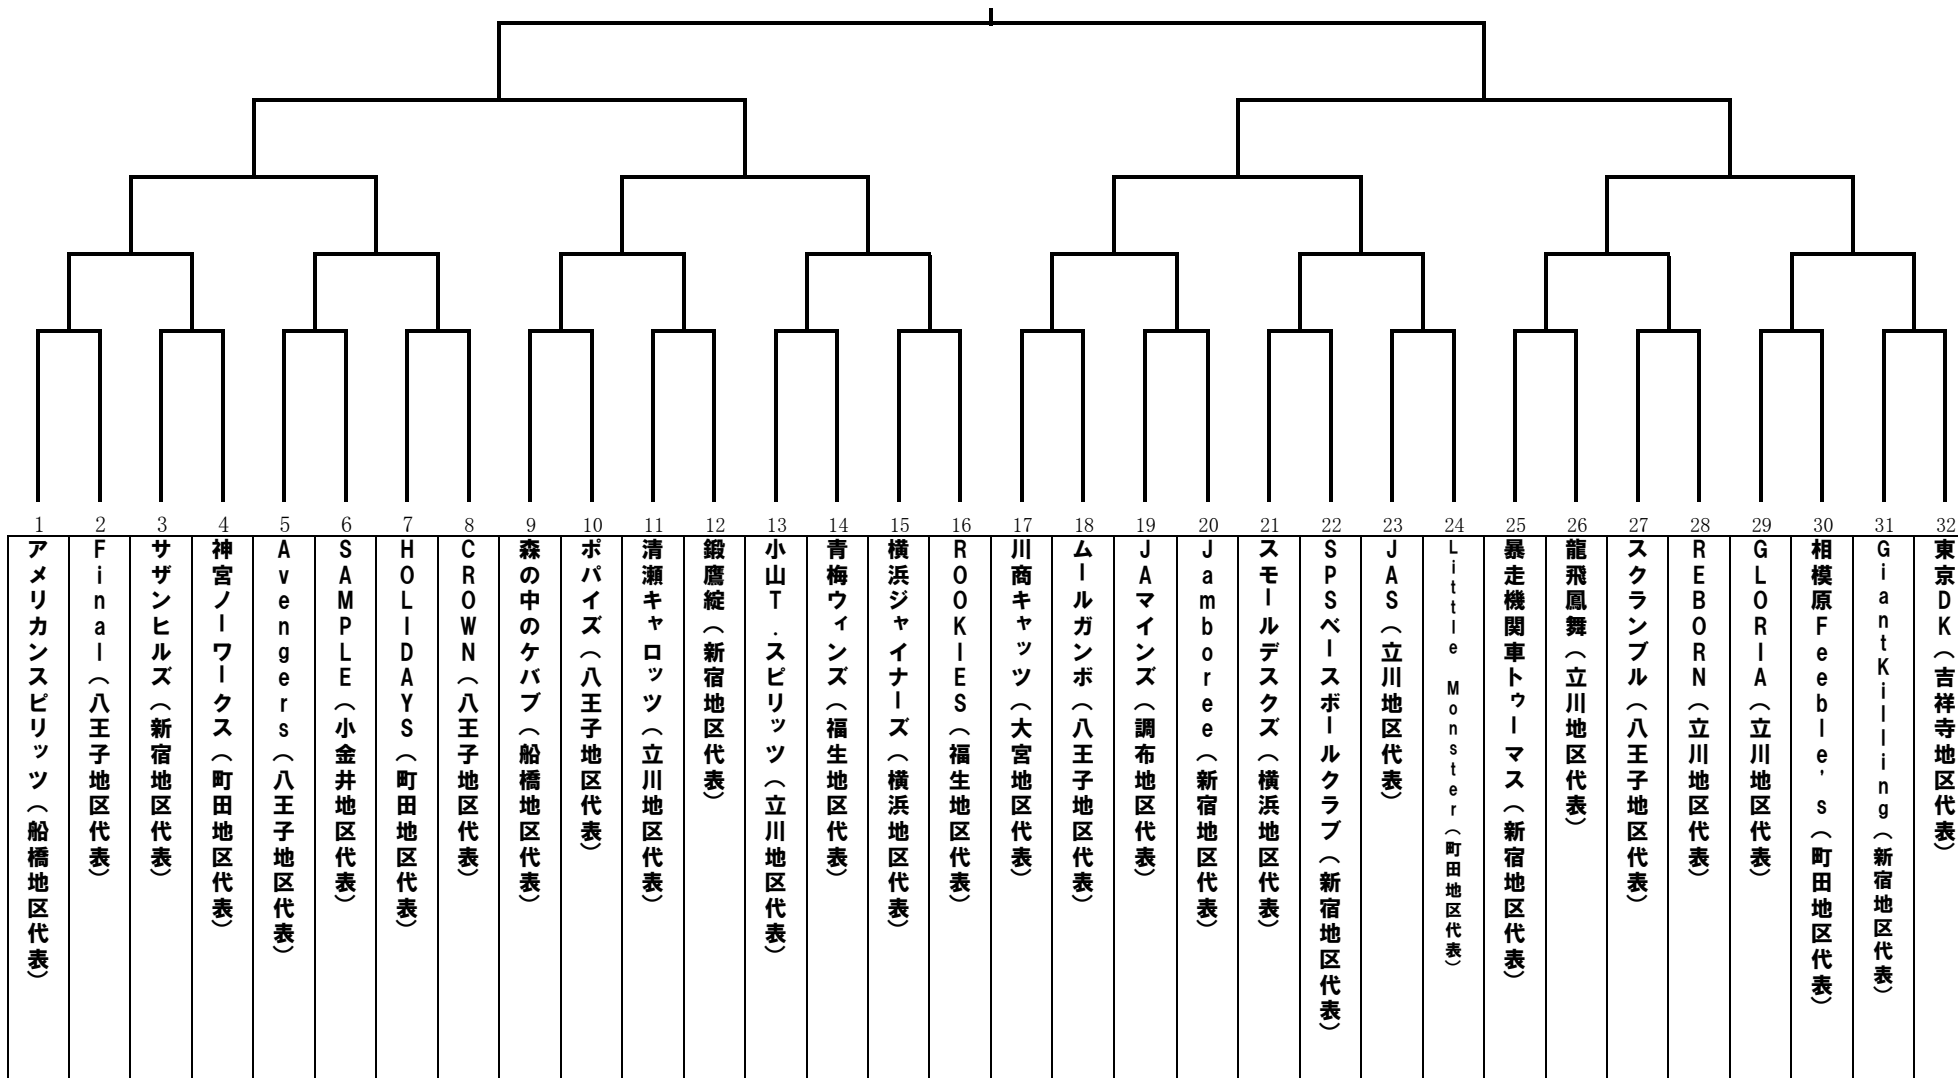 1
アメリカンスピリッツ（船橋地区代表）
2
Final（八王子地区代表）
3
サザンヒルズ（新宿地区代表）
4
神宮ノーワークス（町田地区代表）
5
Avengers（八王子地区代表）
6
SAMPLE（小金井地区代表）
7
HOLIDAYS（町田地区代表）
8
CROWN（八王子地区代表）
9
森の中のケバブ（船橋地区代表）
10
ポパイズ（八王子地区代表）
11
清瀬キャロッツ（立川地区代表）
12
鍛鷹綻（新宿地区代表）
13
小山T.スピリッツ（立川地区代表）
14
青梅ウィンズ（福生地区代表）
15
横浜ジャイナーズ（横浜地区代表）
16
ROOKIES（福生地区代表）
17
川商キャッツ（大宮地区代表）
18
ムールガンボ（八王子地区代表）
19
JAマインズ（調布地区代表）
20
Jamboree（新宿地区代表）
21
スモールデスクズ（横浜地区代表）
22
SPSベースボールクラブ（新宿地区代表）
23
JAS（立川地区代表）
24
Little Monster（町田地区代表）
25
暴走機関車トゥーマス（新宿地区代表）
26
龍飛鳳舞（立川地区代表）
27
スクランブル（八王子地区代表）
28
REBORN（立川地区代表）
29
GLORIA（立川地区代表）
30
相模原Feeble's（町田地区代表）
31
GiantKilling（新宿地区代表）
32
東京DK（吉祥寺地区代表）